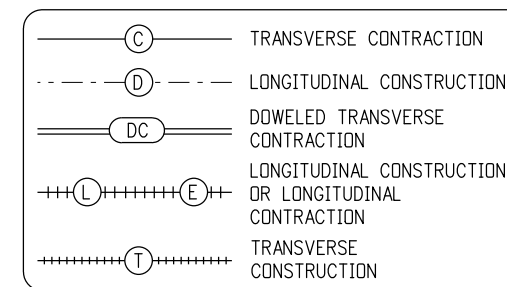 C TRANSVERSE CONTRACTION
D LONGITUDINAL CONSTRUCTION
DC DOWELED TRANSVERSE
CONTRACTION
LONGITUDINAL CONSTRUCTION
L E OR LONGITUDINAL
CONTRACTION
T TRANSVERSE
CONSTRUCTION